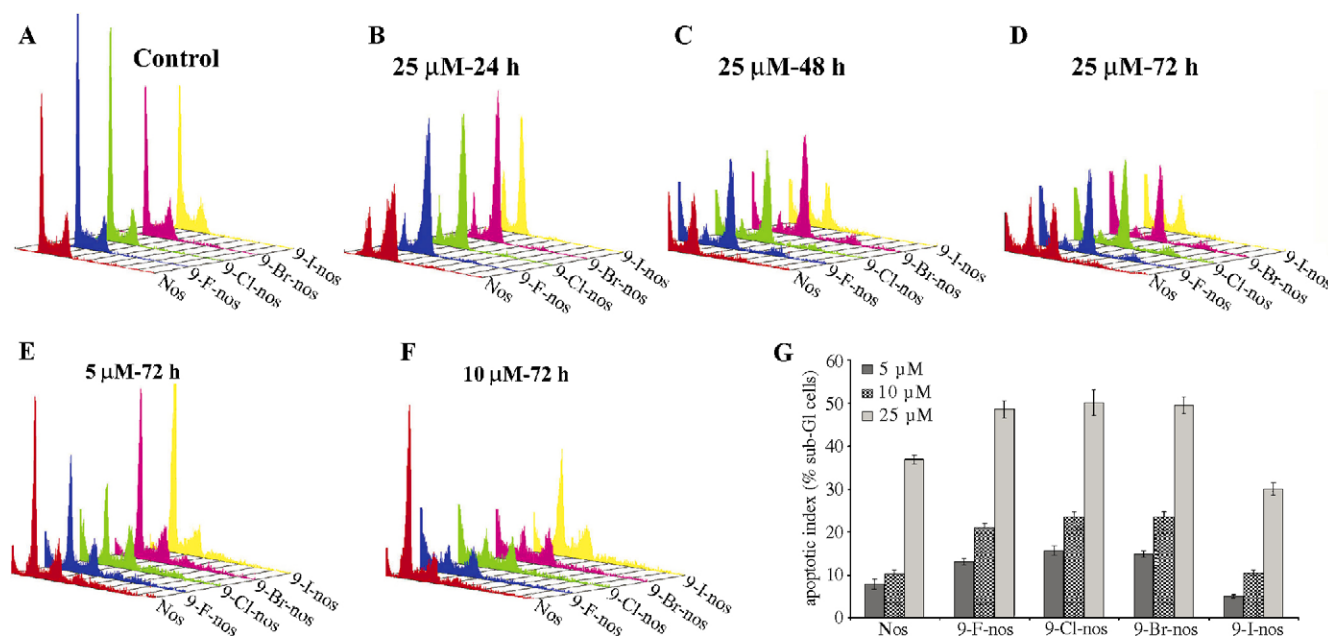 A
Control
B
25 µM-24 h
C
25 µM-48 h
D
25 µM-72 h
Nos
9-F-nos
9-Cl-nos
9-Br-nos
9-I-nos
Nos
9-F-nos
9-Cl-nos
9-Br-nos
9-I-nos
Nos
9-F-nos
9-Cl-nos
9-Br-nos
9-I-nos
Nos
9-F-nos
9-Cl-nos
9-Br-nos
9-I-nos
E
5 µM-72 h
Nos
9-F-nos
9-Cl-nos
9-Br-nos
9-I-nos
F
10 µM-72 h
Nos
9-F-nos
9-Cl-nos
9-Br-nos
9-I-nos
G
apoptotic index (% sub-Gl cells)
60
50
40
30
20
10
0
5 µM
10 µM
25 µM
Nos 9-F-nos 9-Cl-nos 9-Br-nos 9-I-nos